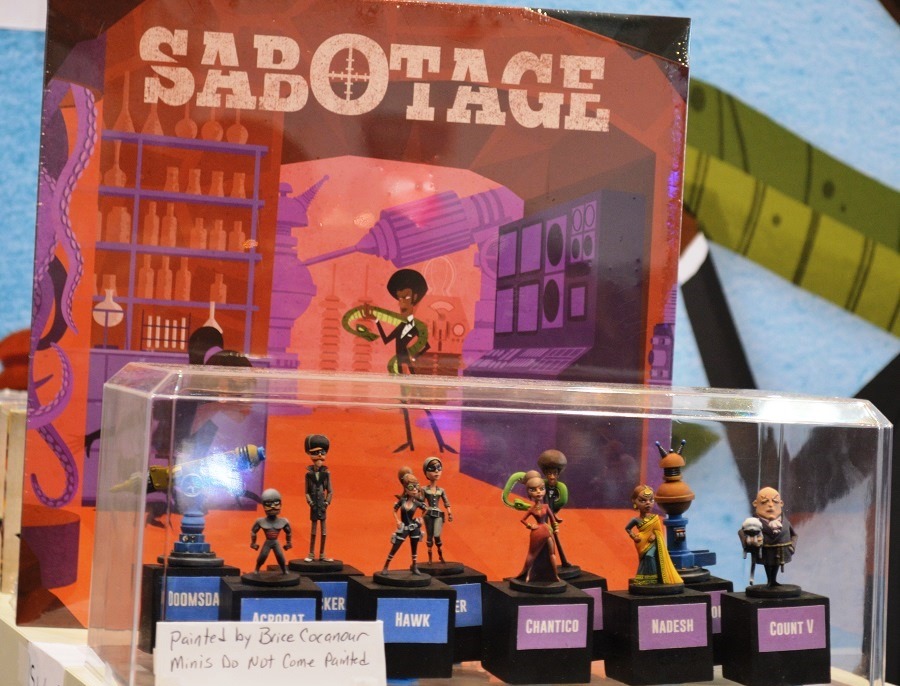 SABOTAGE
DOOMSDA
ACROBAT
KER
HAWK
ER
CHANTICO
NADESH
COUNT V
Painted by Brice Cocanour
Minis Do Not Come Painted